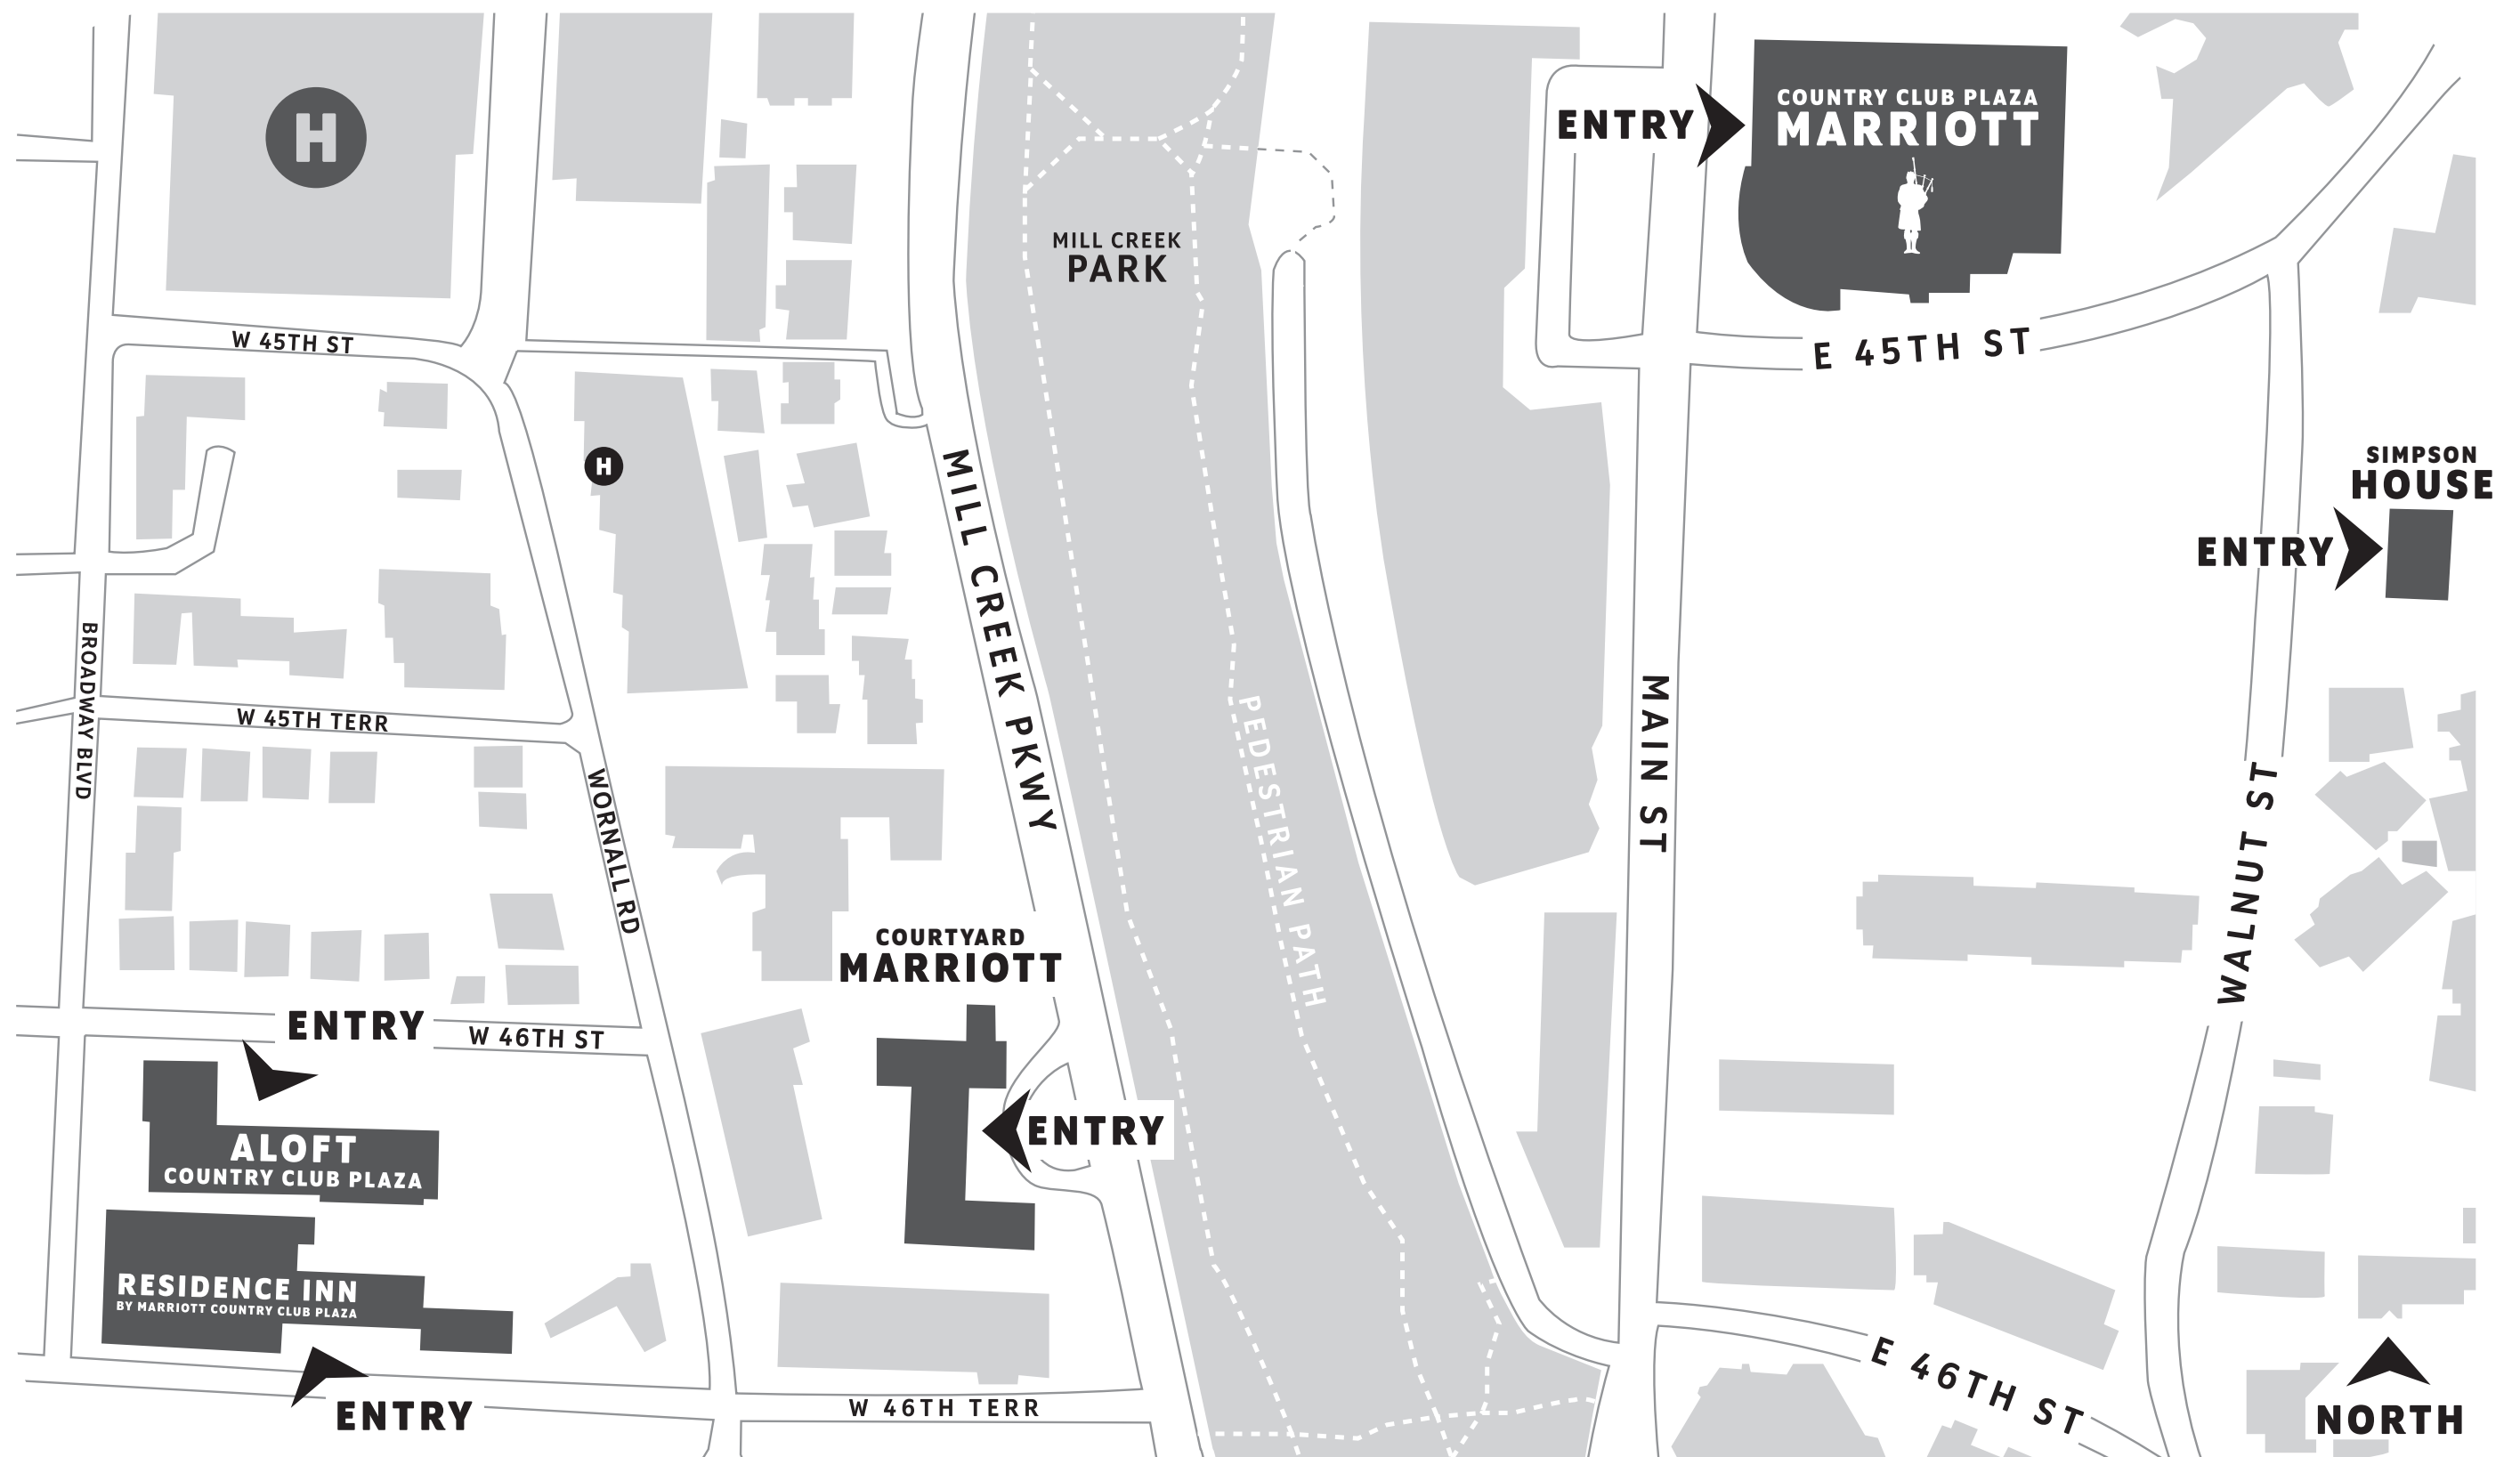 H
ENTRY
COUNTRY CLUB PLAZA
MARRIOTT
MILL CREEK
PARK
W 45TH ST
E 45TH ST
H
SIMPSON
HOUSE
ENTRY
MILL CREEK PKWY
BROADWAY BLVD
W 45TH TERR
MAIN ST
PEDESTRIAN PATH
WALNUT ST
WORNALL RD
COURTYARD
MARRIOTT
ENTRY
W 46TH ST
ENTRY
ALOFT
COUNTRY CLUB PLAZA
RESIDENCE INN
BY MARRIOTT COUNTRY CLUB PLAZA
ENTRY
W 46TH TERR
E 46TH ST
NORTH